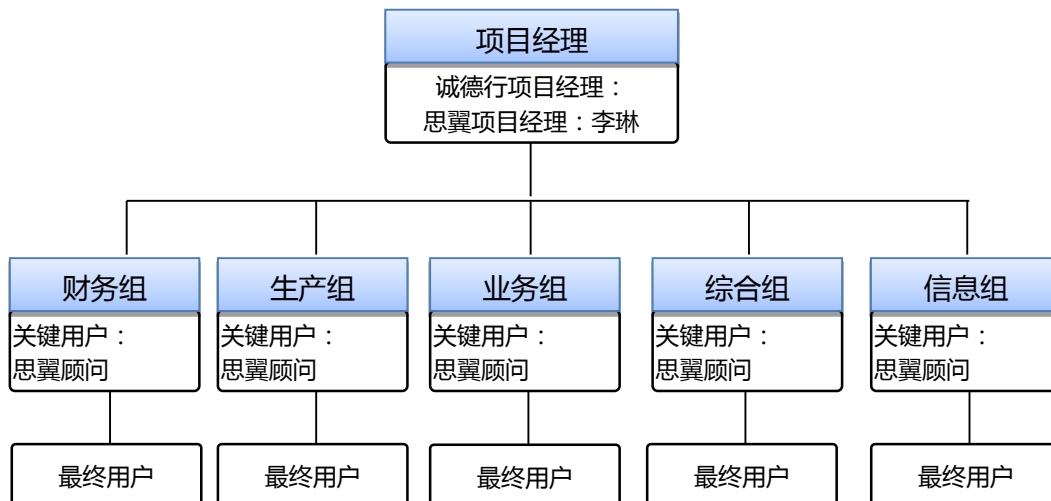 项目经理
诚德行项目经理：
思翼项目经理：李琳
财务组
生产组
业务组
综合组
信息组
关键用户：
思翼顾问
关键用户：
思翼顾问
关键用户：
思翼顾问
关键用户：
思翼顾问
关键用户：
思翼顾问
最终用户
最终用户
最终用户
最终用户
最终用户